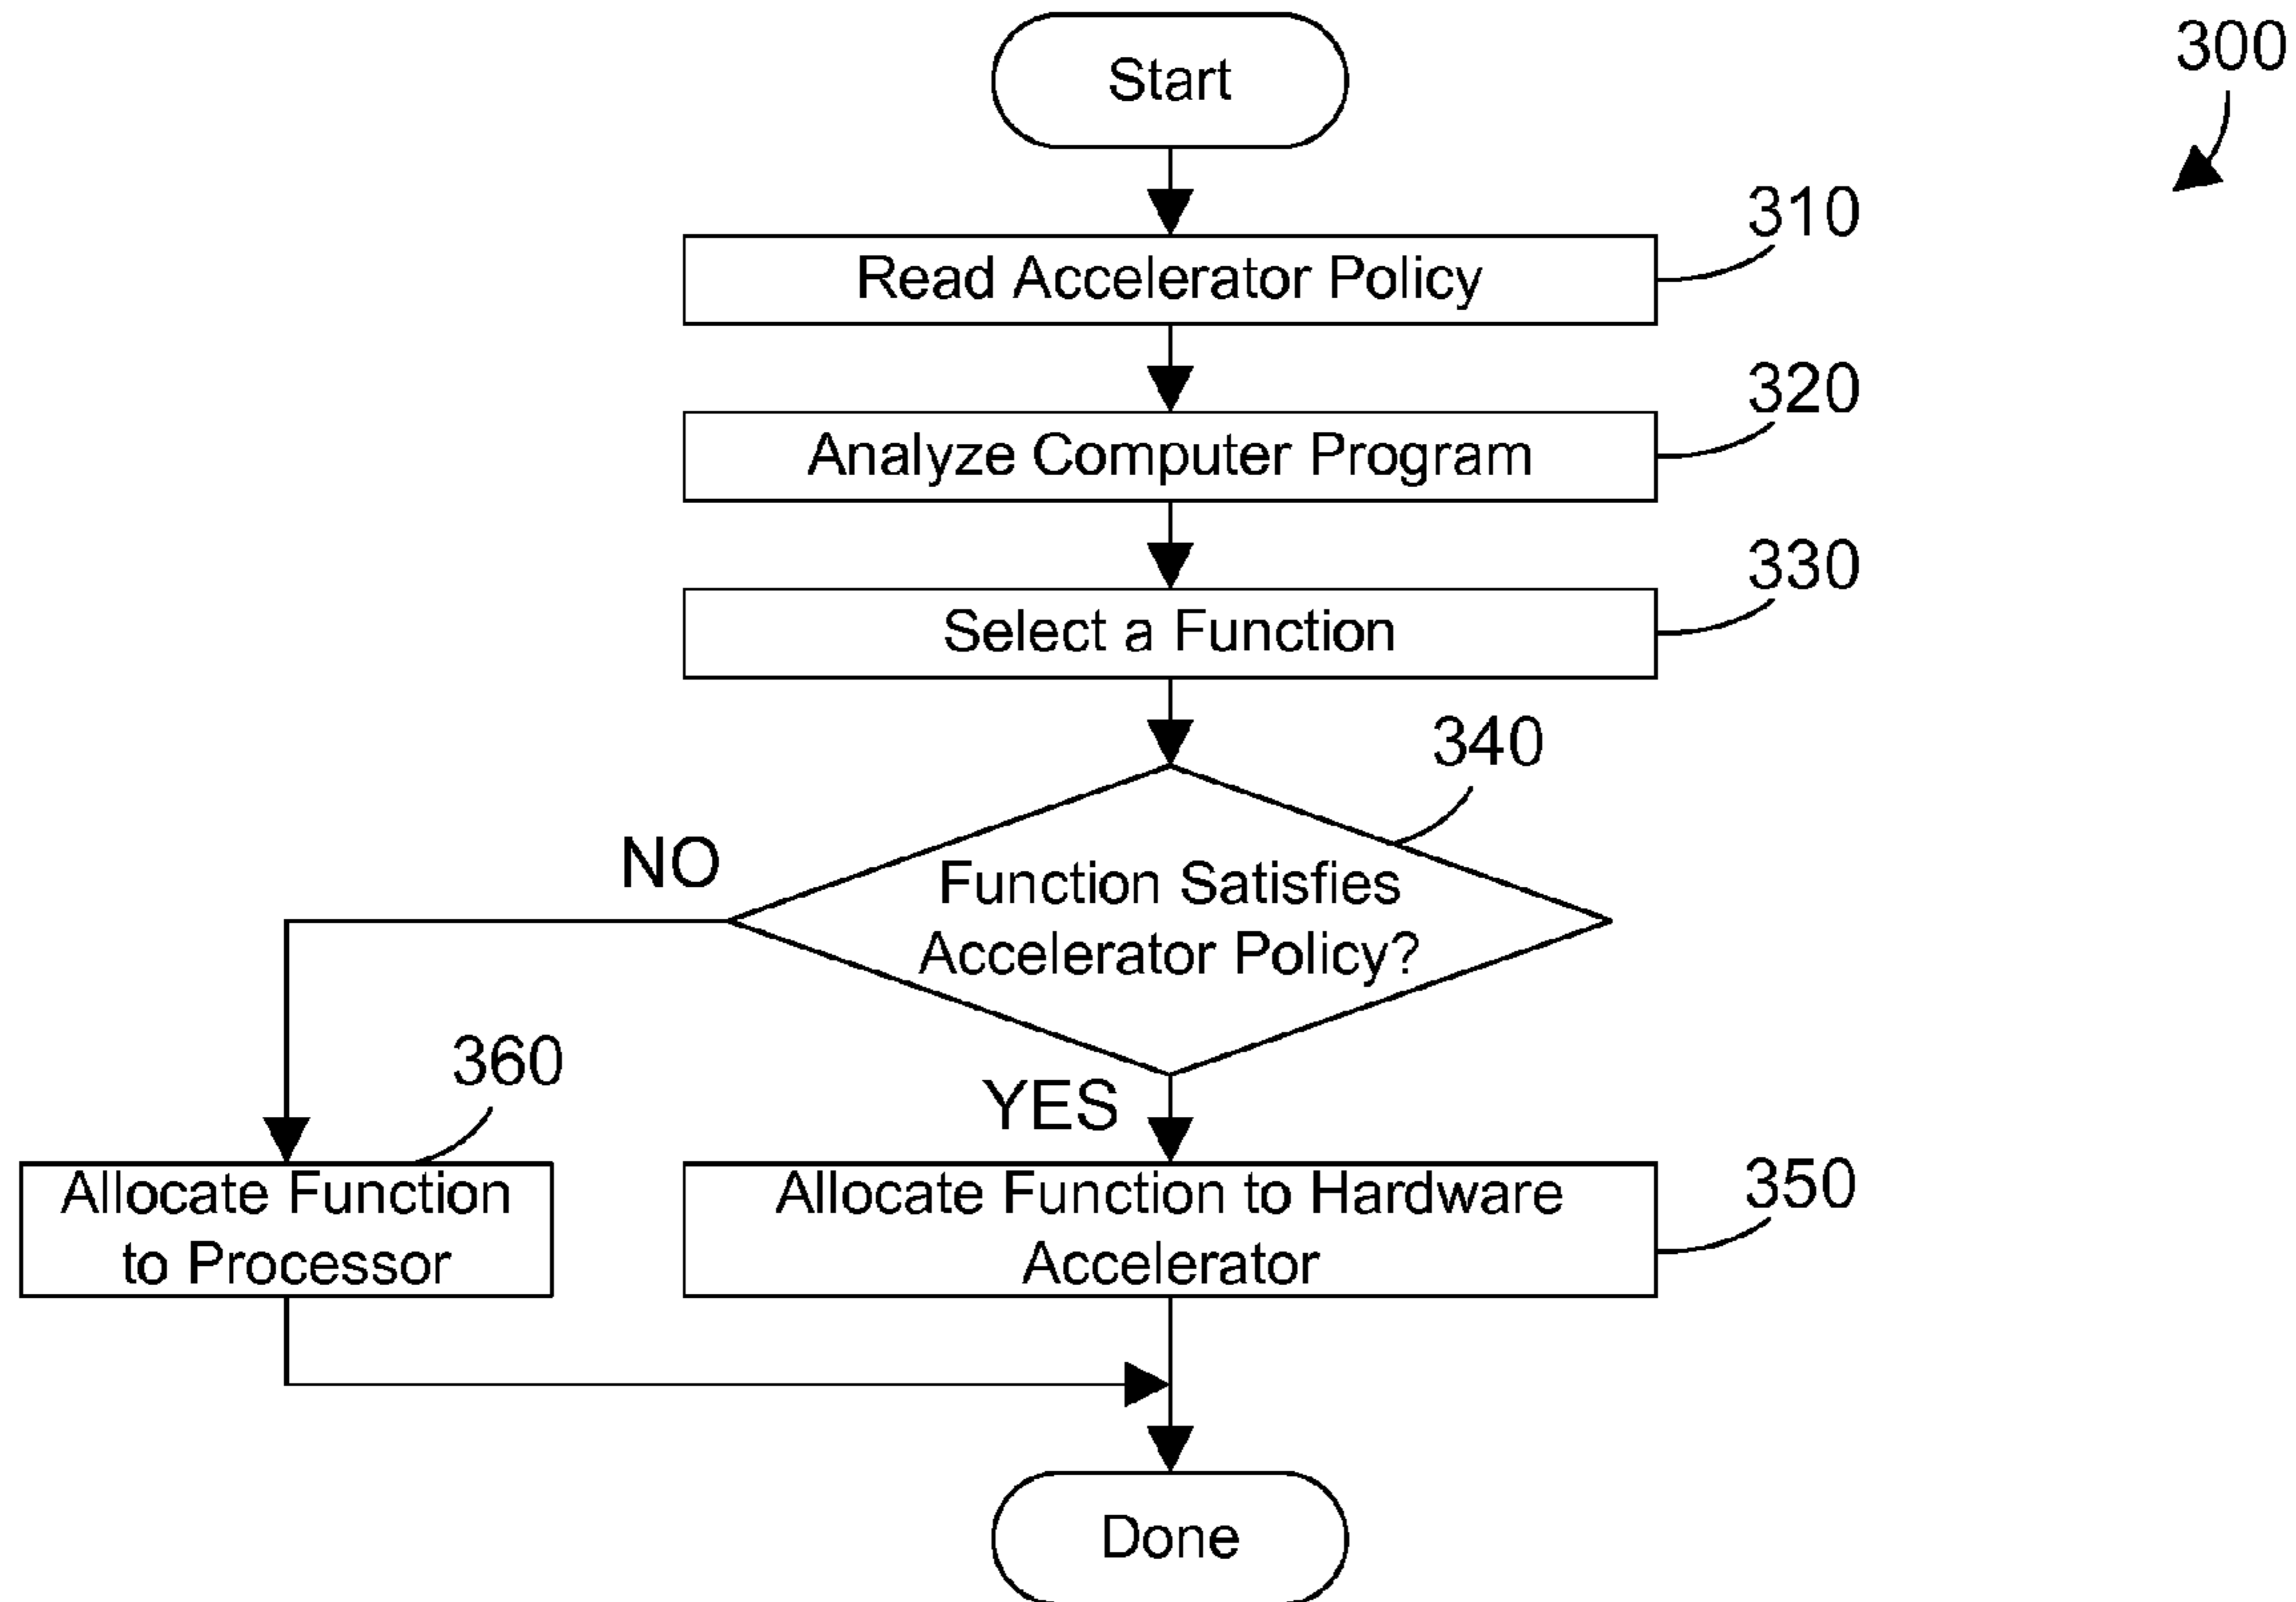 Start
300
310
Read Accelerator Policy
320
Analyze Computer Program
330
Select a Function
340
NO
Function Satisfies
Accelerator Policy?
360
YES
Allocate Function
to Processor
Allocate Function to Hardware
Accelerator
350
Done